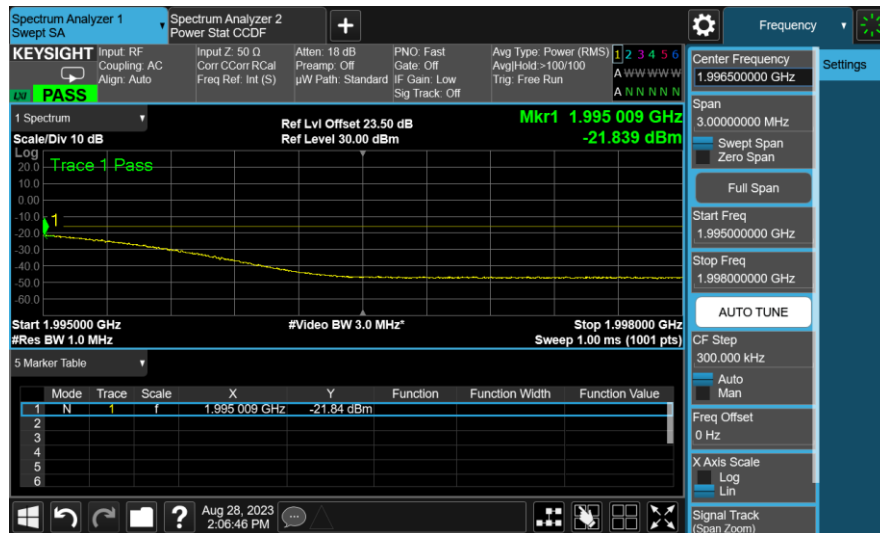 Spectrum Analyzer 1
Swept SA
Spectrum Analyzer 2
Power Stat CCDF
+
Frequency
KEYSIGHT
Input: RF
Coupling: AC
Align: Auto
Input Z: 50 Ω
Corr CCorr RCal
Freq Ref: Int (S)
Atten: 18 dB
Preamp: Off
µW Path: Standard
PNO: Fast
Gate: Off
IF Gain: Low
Sig Track: Off
Avg Type: Power (RMS)
Avg|Hold:>100/100
Trig: Free Run
1 2 3 4 5 6
A W W W W W
A N N N N N
LXI
PASS
1 Spectrum
Scale/Div 10 dB
Ref Lvl Offset 23.50 dB
Ref Level 30.00 dBm
Mkr1 1.995 009 GHz
-21.839 dBm
Log
Trace 1 Pass
20.0
10.0
0.00
-10.0
-20.0
-30.0
-40.0
-50.0
-60.0
1
Start 1.995000 GHz
#Res BW 1.0 MHz
#Video BW 3.0 MHz*
Stop 1.998000 GHz
Sweep 1.00 ms (1001 pts)
5 Marker Table
Mode Trace Scale X Y Function Function Width Function Value
1 N 1 f 1.995 009 GHz -21.84 dBm
2
3
4
5
6
Aug 28, 2023
2:06:46 PM
?
Center Frequency
1.996500000 GHz
Settings
Span
3.00000000 MHz
Swept Span
Zero Span
Full Span
Start Freq
1.995000000 GHz
Stop Freq
1.998000000 GHz
AUTO TUNE
CF Step
300.000 kHz
Auto
Man
Freq Offset
0 Hz
X Axis Scale
Log
Lin
Signal Track
(Span Zoom)